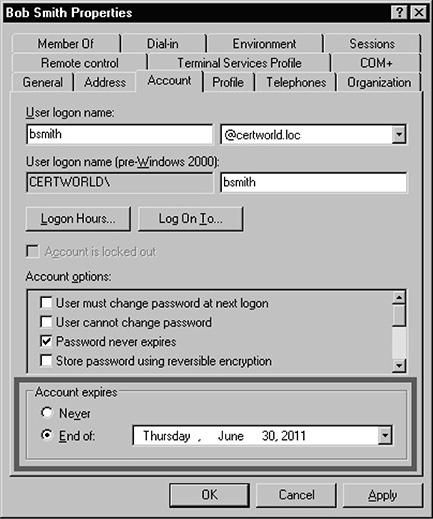 Bob Smith Properties
Member Of Dial-in Environment Sessions
Remote control Terminal Services Profile COM+
General Address Account Profile Telephones Organization
User logon name:
bsmith @certworld.loc
User logon name (pre-Windows 2000):
CERTWORLD\ bsmith
Logon Hours... Log On To...
Account is locked out
Account options:
User must change password at next logon
User cannot change password
Password never expires
Store password using reversible encryption
Account expires
Never
End of: Thursday , June 30, 2011
OK Cancel Apply